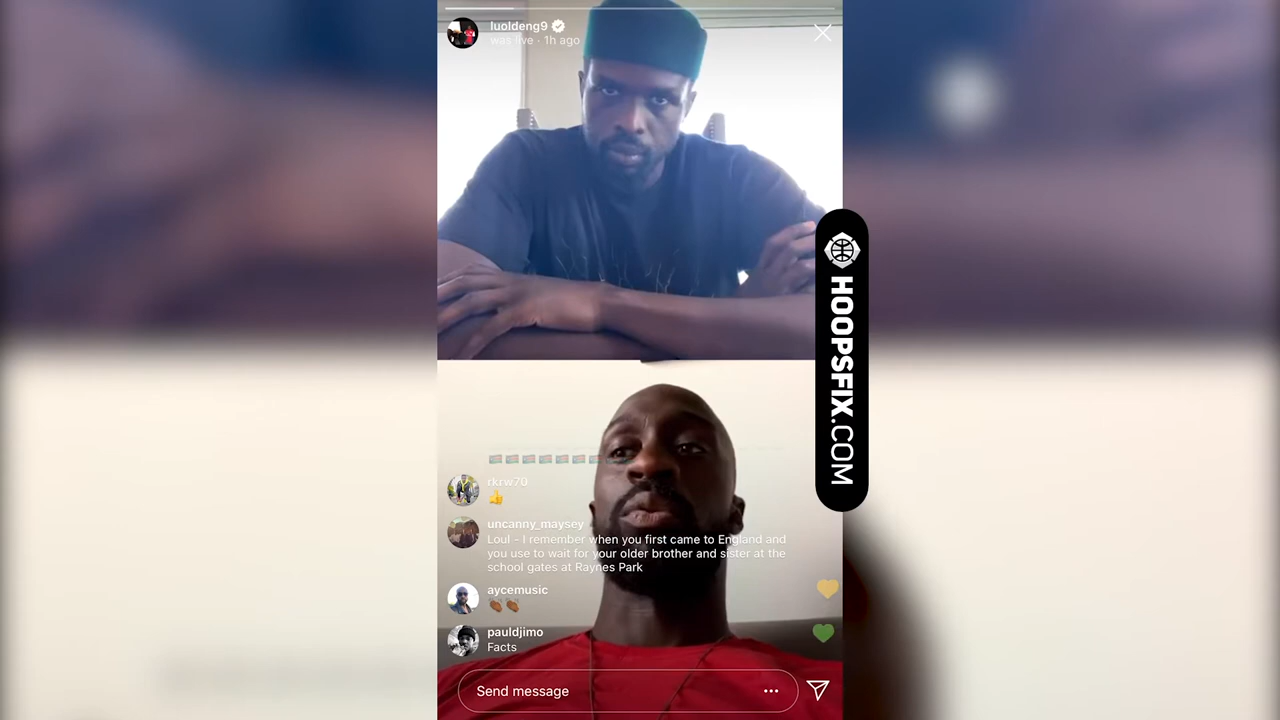 luoldeng9
was live · 1h ago
rkrw70
uncanny_maysey
Loul - I remember when you first came to England and
you use to wait for your older brother and sister at the
school gates at Raynes Park
aycemusic
pauldjimo
Facts
Send message
HOOPSFIX.COM